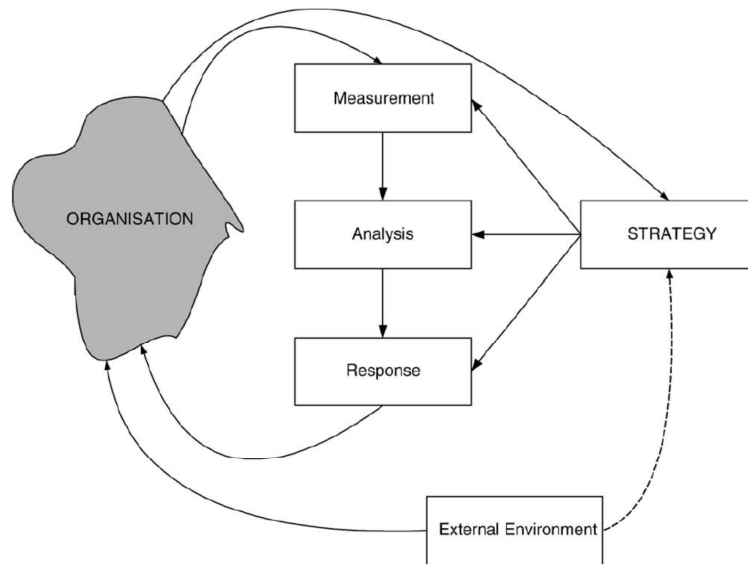 Measurement
ORGANISATION
Analysis
STRATEGY
Response
External Environment